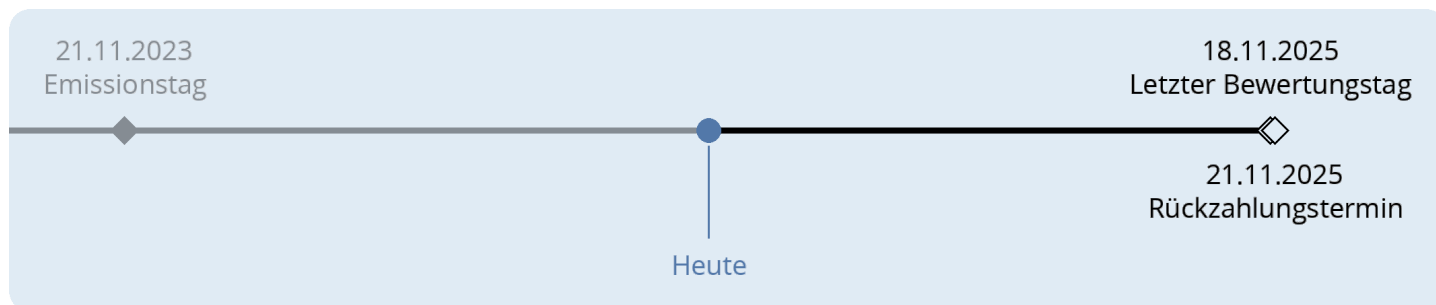 21.11.2023
Emissionstag
18.11.2025
Letzter Bewertungstag
21.11.2025
Rückzahlungstermin
Heute